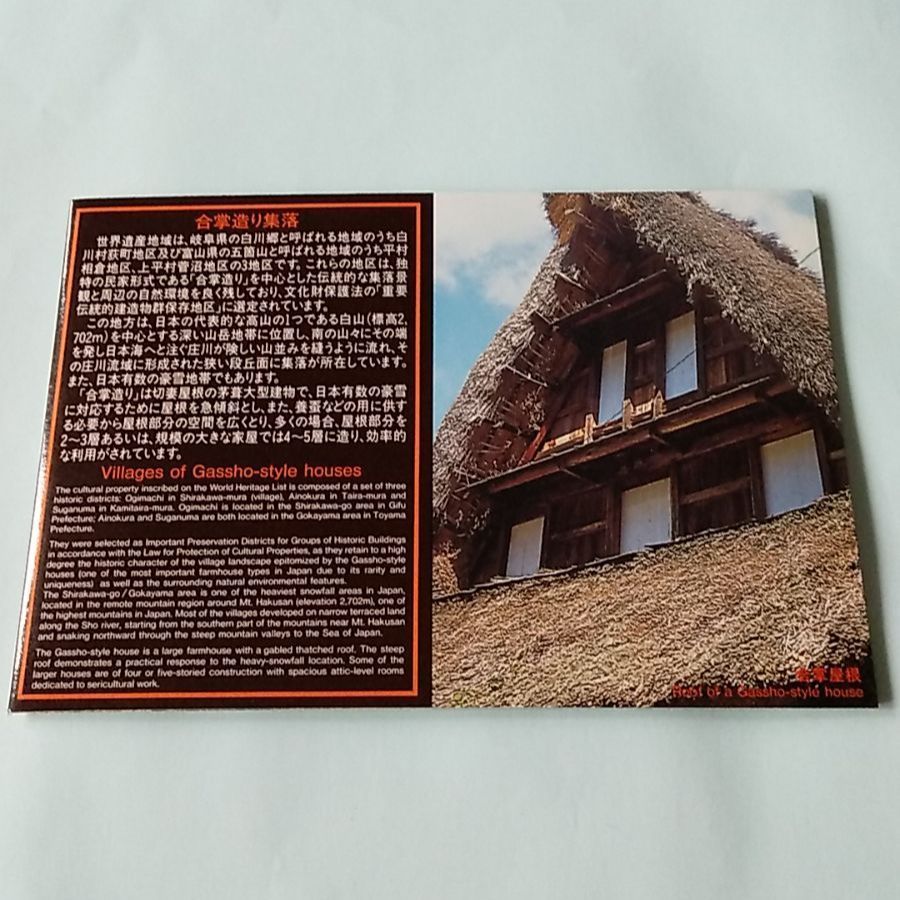 合掌造り集落
世界遺産地域は、岐阜県の白川郷と呼ばれる地域のうち白
川村荻町地区及び富山県の五箇山と呼ばれる地域のうち平村
相倉地区、上平村菅沼地区の3地区です。これらの地区は、独
特の民家形式である「合掌造り」を中心とした伝統的な集落景
観と周辺の自然環境を良く残しており、文化財保護法の「重要
伝統的建造物群保存地区」に選定されています。
この地方は、日本の代表的な高山の1つである白山（標高2,
702m）を中心とする深い山岳地帯に位置し、南の山々にその端
を発し日本海へと注ぐ庄川が険しい山並みを縫うように流れ、そ
の庄川流域に形成された狭い段丘面に集落が所在しています。
また、日本有数の豪雪地帯でもあります。
「合掌造り」は切妻屋根の茅葺大型建物で、日本有数の豪雪
に対応するために屋根を急傾斜とし、また、養蚕などの用に供す
る必要から屋根部分の空間を広くとり、多くの場合、屋根部分を
2〜3層あるいは、規模の大きな家屋では4〜5層に造り、効率的
な利用がされています。
Villages of Gassho-style houses
The cultural property inscribed on the World Heritage List is composed of a set of three
historic districts: Ogimachi in Shirakawa-mura (village), Ainokura in Taira-mura and
Suganuma in Kamitaira-mura. Ogimachi is located in the Shirakawa-go area in Gifu
Prefecture; Ainokura and Suganuma are both located in the Gokayama area in Toyama
Prefecture.
They were selected as Important Preservation Districts for Groups of Historic Buildings
in accordance with the Law for Protection of Cultural Properties, as they retain to a high
degree the historic character of the village landscape epitomized by the Gassho-style
houses (one of the most important farmhouse types in Japan due to its rarity and
uniqueness) as well as the surrounding natural environmental features.
The Shirakawa-go/Gokayama area is one of the heaviest snowfall areas in Japan,
located in the remote mountain region around Mt. Hakusan (elevation 2,702m), one of
the highest mountains in Japan. Most of the villages developed on narrow terraced land
along the Sho river, starting from the southern part of the mountains near Mt. Hakusan
and snaking northward through the steep mountain valleys to the Sea of Japan.
The Gassho-style house is a large farmhouse with a gabled thatched roof. The steep
roof demonstrates a practical response to the heavy-snowfall location. Some of the
larger houses are of four or five-storied construction with spacious attic-level rooms
dedicated to sericultural work.
合掌屋根
Roof of a Gassho-style house